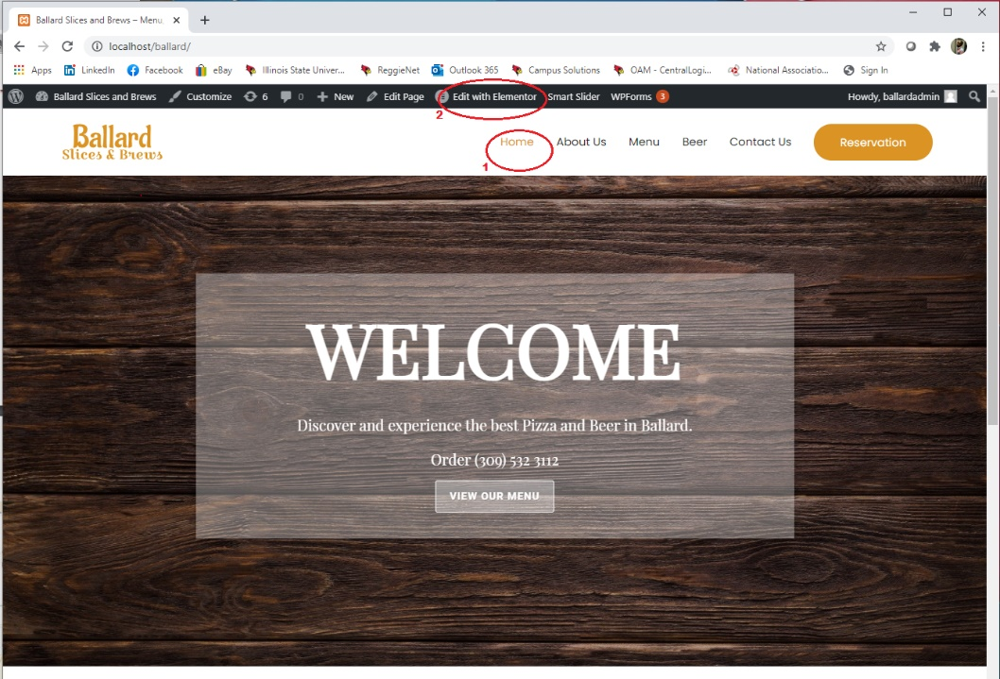 Ballard Slices and Brews – Menu,
localhost/ballard/
Apps LinkedIn Facebook eBay Illinois State Univer... ReggieNet Outlook 365 Campus Solutions OAM - CentralLogi... National Associatio... Sign In
Ballard Slices and Brews Customize 6 0 New Edit Page Edit with Elementor Smart Slider WPForms 3 Howdy, ballardadmin
2
Ballard
Slices & Brews
Home About Us Menu Beer Contact Us Reservation
1
WELCOME
Discover and experience the best Pizza and Beer in Ballard.
Order (309) 532 3112
VIEW OUR MENU